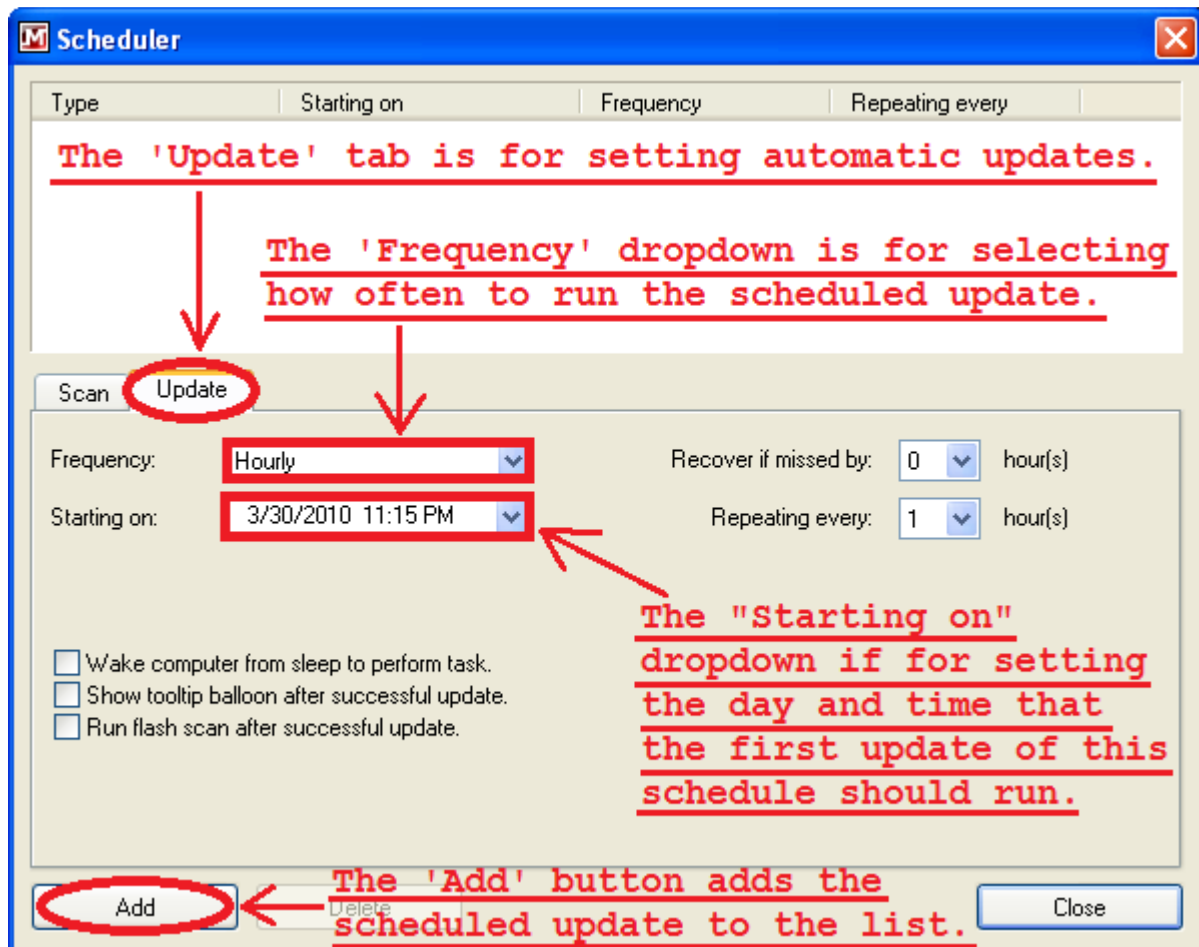 Scheduler
Type Starting on Frequency Repeating every
The 'Update' tab is for setting automatic updates.
The 'Frequency' dropdown is for selecting
how often to run the scheduled update.
Scan Update
Frequency: Hourly Recover if missed by: 0 hour(s)
Starting on: 3/30/2010 11:15 PM Repeating every: 1 hour(s)
The "Starting on"
dropdown if for setting
the day and time that
the first update of this
schedule should run.
Wake computer from sleep to perform task.
Show tooltip balloon after successful update.
Run flash scan after successful update.
The 'Add' button adds the
scheduled update to the list.
Add Delete Close